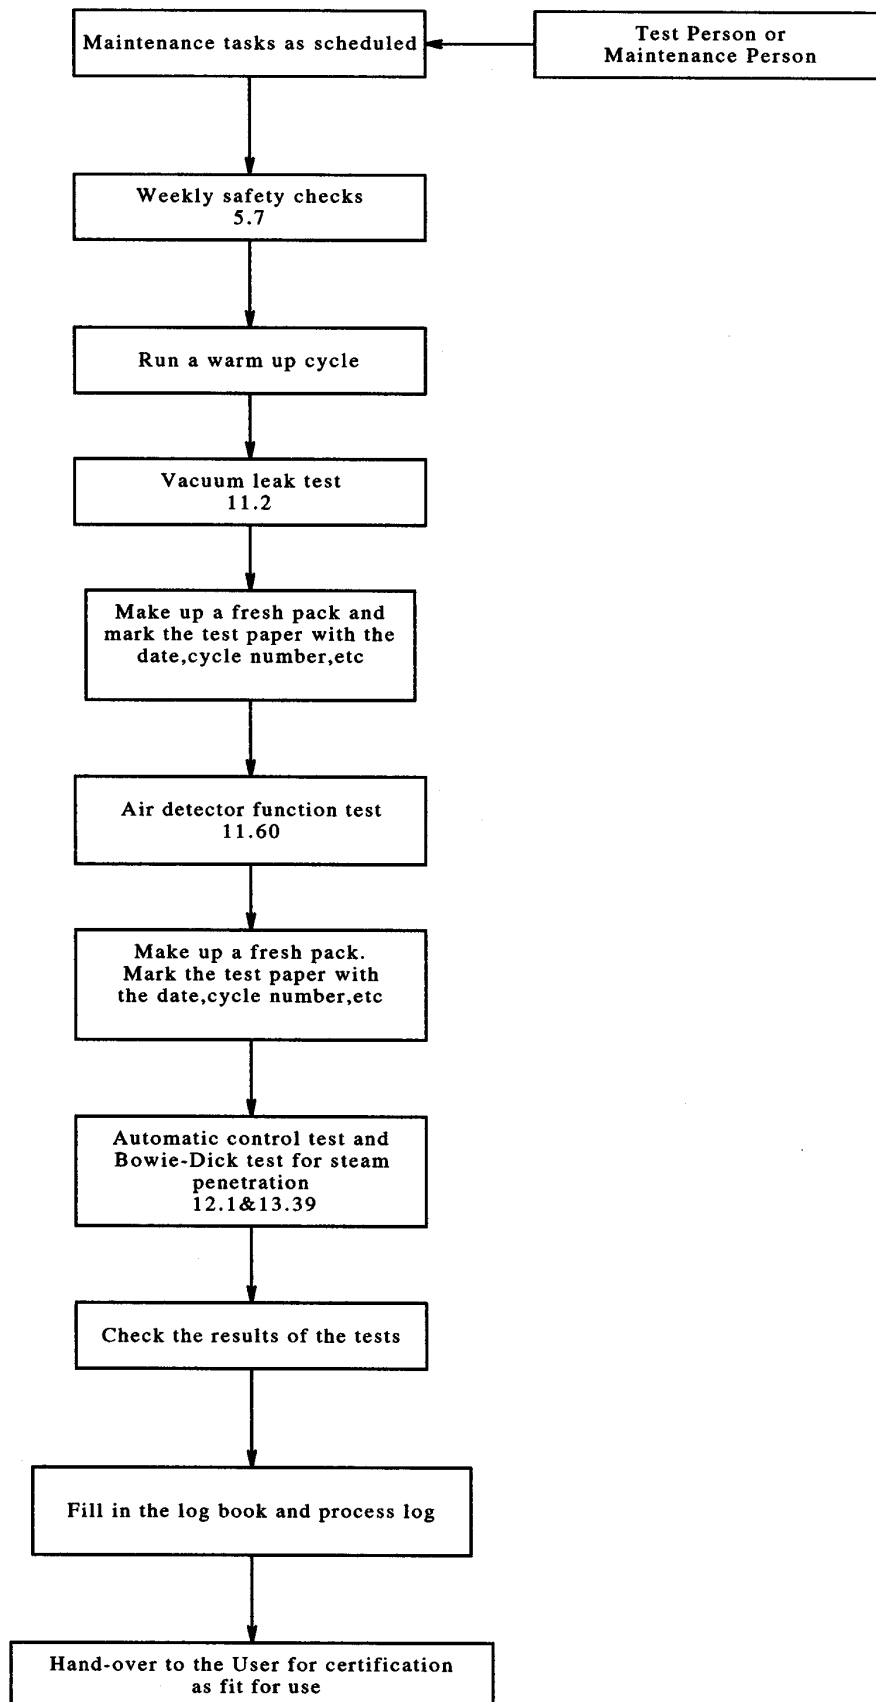 Maintenance tasks as scheduled
Test Person or
Maintenance Person
Weekly safety checks
5.7
Run a warm up cycle
Vacuum leak test
11.2
Make up a fresh pack and
mark the test paper with the
date,cycle number,etc
Air detector function test
11.60
Make up a fresh pack.
Mark the test paper with
the date,cycle number,etc
Automatic control test and
Bowie-Dick test for steam
penetration
12.1&13.39
Check the results of the tests
Fill in the log book and process log
Hand-over to the User for certification
as fit for use